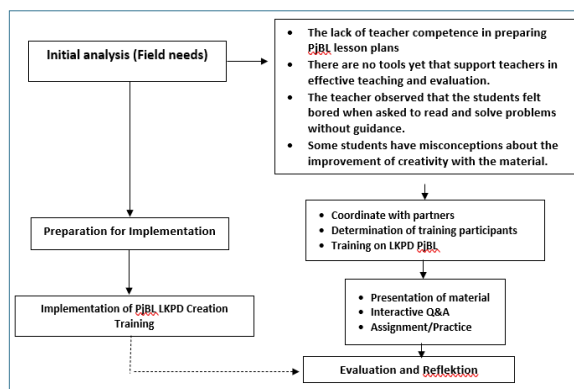 Initial analysis (Field needs)
• The lack of teacher competence in preparing
PjBL lesson plans
• There are no tools yet that support teachers in
effective teaching and evaluation.
• The teacher observed that the students felt
bored when asked to read and solve problems
without guidance.
• Some students have misconceptions about the
improvement of creativity with the material.
Preparation for Implementation
• Coordinate with partners
• Determination of training participants
• Training on LKPD PjBL
Implementation of PjBL LKPD Creation
Training
• Presentation of material
• Interactive Q&A
• Assignment/Practice
Evaluation and Reflektion